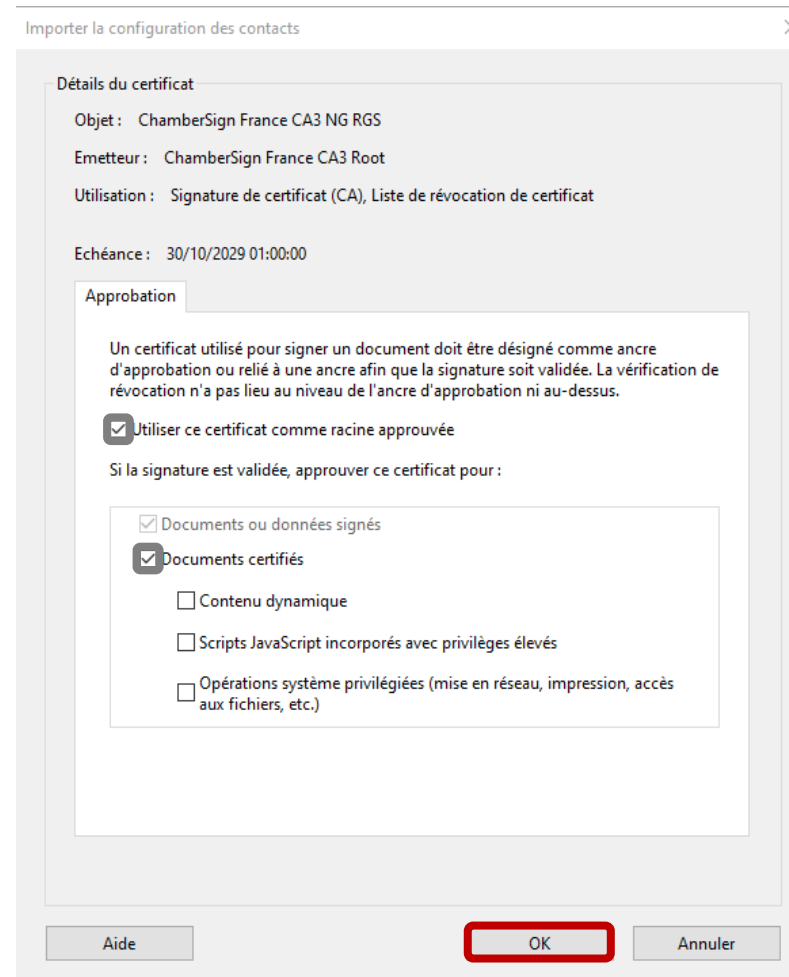 Importer la configuration des contacts
Détails du certificat
Objet : ChamberSign France CA3 NG RGS
Emetteur : ChamberSign France CA3 Root
Utilisation : Signature de certificat (CA), Liste de révocation de certificat
Echéance : 30/10/2029 01:00:00
Approbation
Un certificat utilisé pour signer un document doit être désigné comme ancre
d'approbation ou relié à une ancre afin que la signature soit validée. La vérification de
révocation n'a pas lieu au niveau de l'ancre d'approbation ni au-dessus.
Utiliser ce certificat comme racine approuvée
Si la signature est validée, approuver ce certificat pour :
Documents ou données signés
Documents certifiés
Contenu dynamique
Scripts JavaScript incorporés avec privilèges élevés
Opérations système privilégiées (mise en réseau, impression, accès
aux fichiers, etc.)
Aide
OK
Annuler